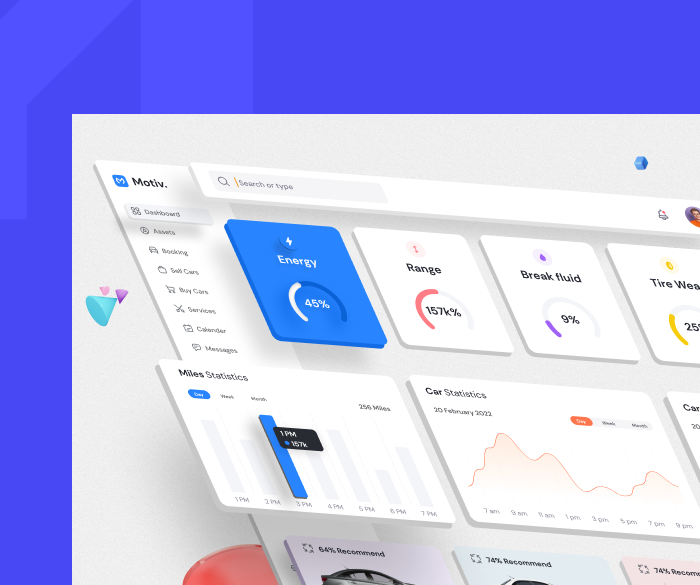 Motiv.
Search or type
Dashboard
Assets
Booking
Sell Cars
Buy Cars
Services
Calender
Messages
Energy
45%
Range
157k%
Break fluid
9%
Tire Wea
25
Miles Statistics
Day Week Month
256 Miles
1 PM
157k
1 PM 2 PM 3 PM 4 PM 5 PM 6 PM 7 PM
Car Statistics
20 February 2022
Day Week Month
7 am 9 am 11 am 1 pm 3 pm 5 pm 7 pm 9 pm
Car
20
7 am
64% Recommend
74% Recommend
74% Recommend